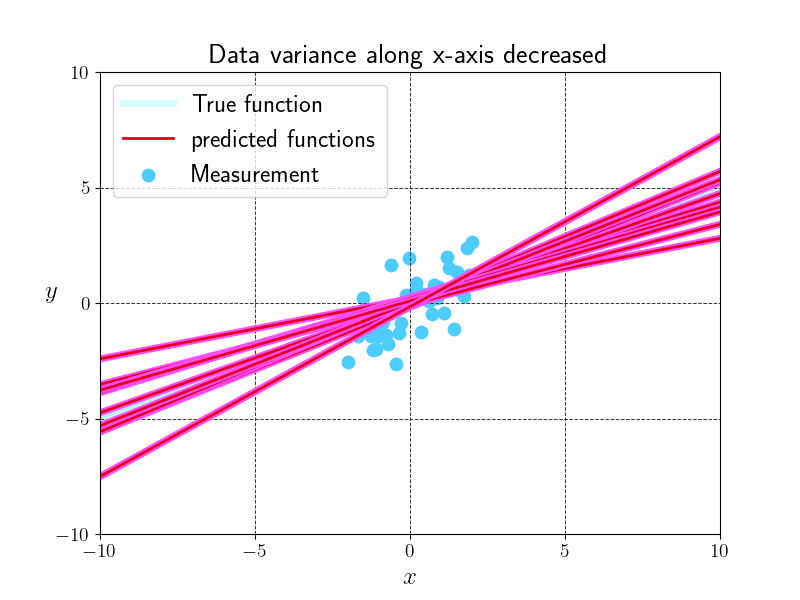 Data variance along x-axis decreased
True function
predicted functions
Measurement
10
5
0
−5
−10
y
−10
−5
0
5
10
x